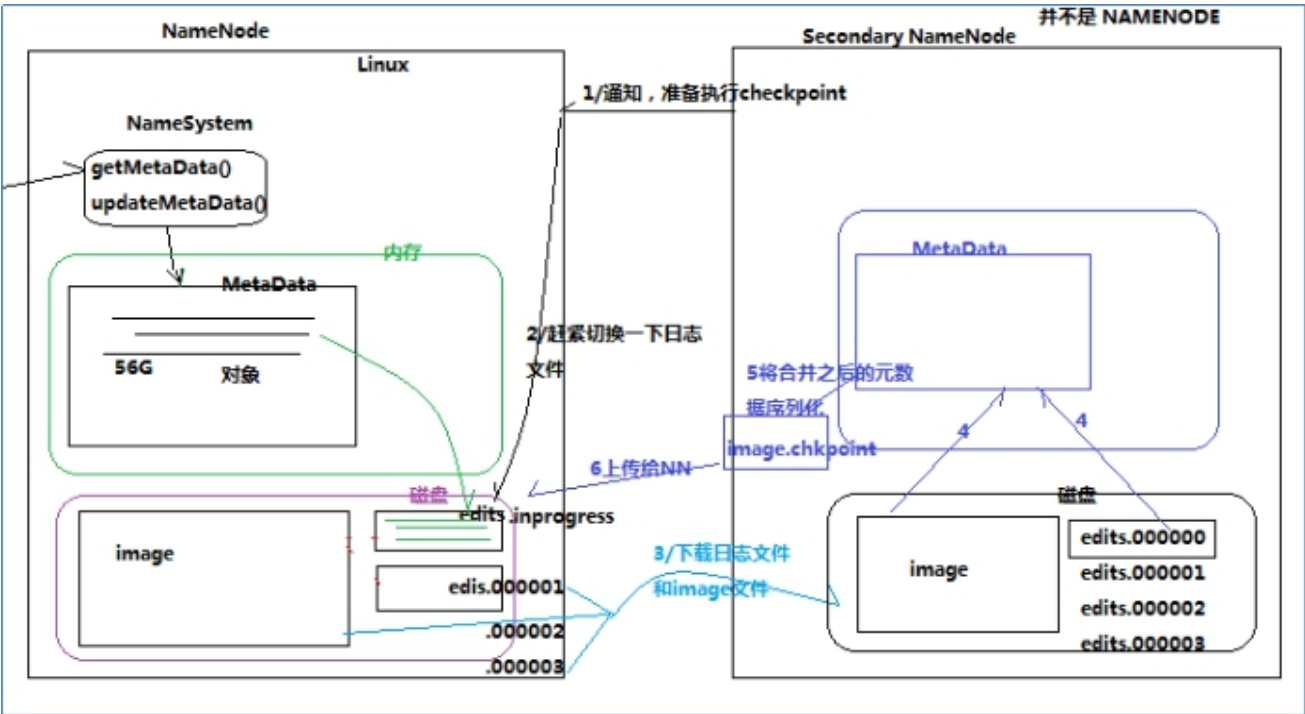 并不是 NAMENODE
NameNode
Secondary NameNode
Linux
1/通知，准备执行checkpoint
NameSystem
getMetaData()
updateMetaData()
内存
MetaData
MetaData
2/赶紧切换一下日志
文件
56G
对象
5将合并之后的元数
据序列化
4
4
image.chkpoint
6上传给NN
磁盘
磁盘
edits.inprogress
image
edits.000000
3/下载日志文件
和image文件
image
edits.000001
edis.000001
edits.000002
.000002
edits.000003
.000003